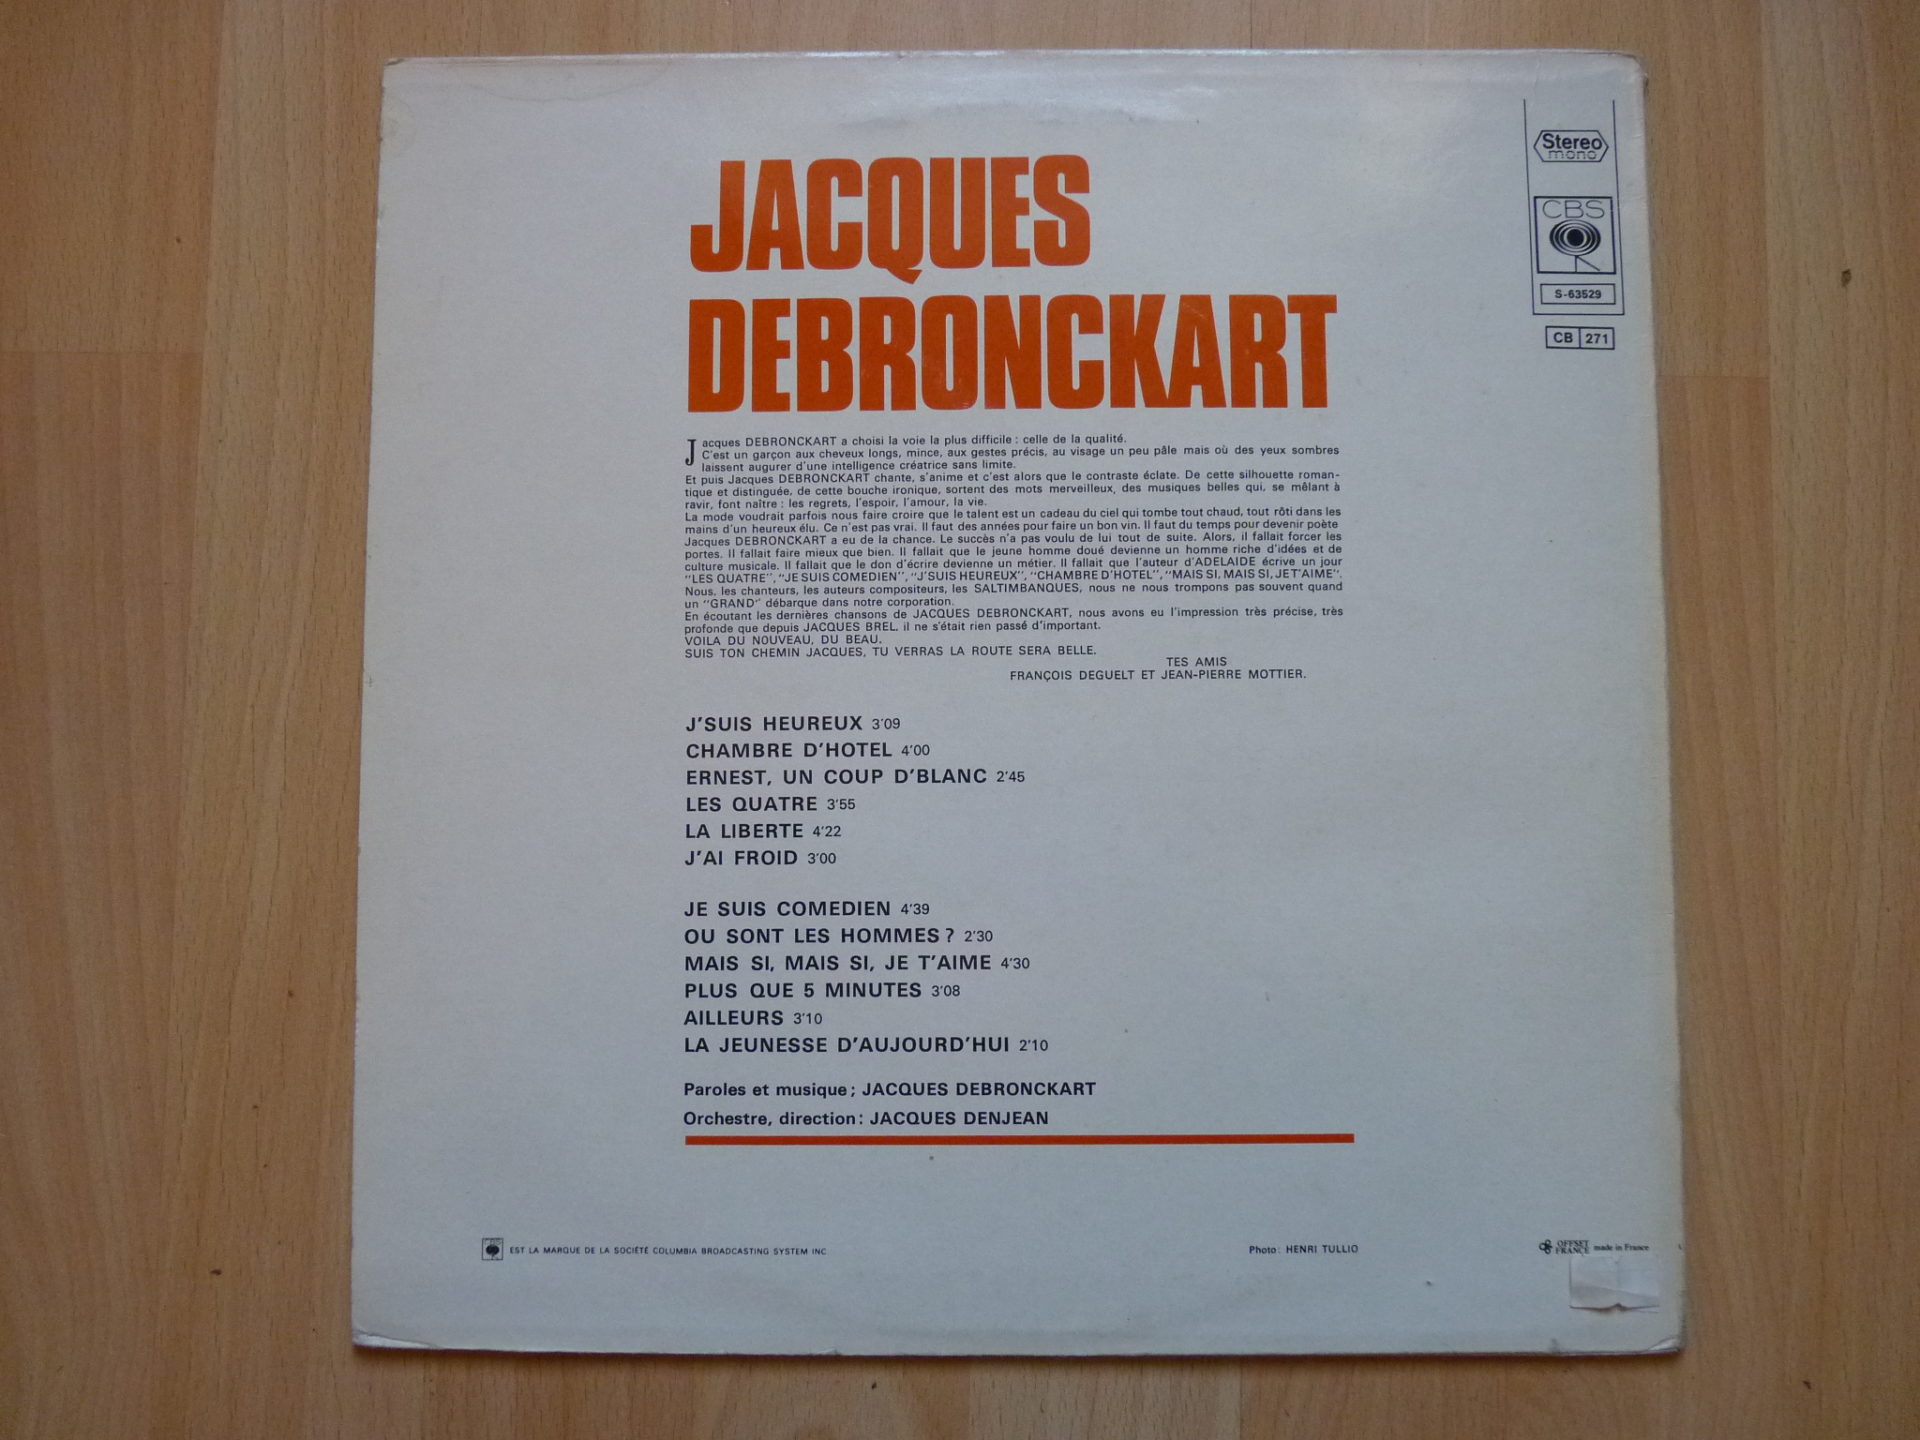 Stereo
mono
CBS
S-63529
CB 271
JACQUES
DEBRONCKART
Jacques DEBRONCKART a choisi la voie la plus difficile : celle de la qualité.
C'est un garçon aux cheveux longs, mince, aux gestes précis, au visage un peu pâle mais où des yeux sombres
laissent augurer d'une intelligence créatrice sans limite.
Et puis Jacques DEBRONCKART chante, s'anime et c'est alors que le contraste éclate. De cette silhouette roman-
tique et distinguée, de cette bouche ironique, sortent des mots merveilleux, des musiques belles qui, se mêlant à
ravir, font naître : les regrets, l'espoir, l'amour, la vie.
La mode voudrait parfois nous faire croire que le talent est un cadeau du ciel qui tombe tout chaud, tout rôti dans les
mains d'un heureux élu. Ce n'est pas vrai. Il faut des années pour faire un bon vin. Il faut du temps pour devenir poète
Jacques DEBRONCKART a eu de la chance. Le succès n'a pas voulu de lui tout de suite. Alors, il fallait forcer les
portes. Il fallait faire mieux que bien. Il fallait que le jeune homme doué devienne un homme riche d'idées et de
culture musicale. Il fallait que le don d'écrire devienne un métier. Il fallait que l'auteur d'ADELAIDE écrive un jour
"LES QUATRE", "JE SUIS COMEDIEN", "J'SUIS HEUREUX", "CHAMBRE D'HOTEL", "MAIS SI, MAIS SI, JE T'AIME".
Nous, les chanteurs, les auteurs compositeurs, les SALTIMBANQUES, nous ne nous trompons pas souvent quand
un "GRAND" débarque dans notre corporation.
En écoutant les dernières chansons de JACQUES DEBRONCKART, nous avons eu l'impression très précise, très
profonde que depuis JACQUES BREL, il ne s'était rien passé d'important.
VOILA DU NOUVEAU, DU BEAU.
SUIS TON CHEMIN JACQUES, TU VERRAS LA ROUTE SERA BELLE.
TES AMIS
FRANÇOIS DEGUELT ET JEAN-PIERRE MOTTIER.
J'SUIS HEUREUX 3'09
CHAMBRE D'HOTEL 4'00
ERNEST, UN COUP D'BLANC 2'45
LES QUATRE 3'55
LA LIBERTE 4'22
J'AI FROID 3'00
JE SUIS COMEDIEN 4'39
OU SONT LES HOMMES ? 2'30
MAIS SI, MAIS SI, JE T'AIME 4'30
PLUS QUE 5 MINUTES 3'08
AILLEURS 3'10
LA JEUNESSE D'AUJOURD'HUI 2'10
Paroles et musique ; JACQUES DEBRONCKART
Orchestre, direction : JACQUES DENJEAN
EST LA MARQUE DE LA SOCIÉTÉ COLUMBIA BROADCASTING SYSTEM INC
Photo : HENRI TULLIO
OFFSET
FRANCE made in France